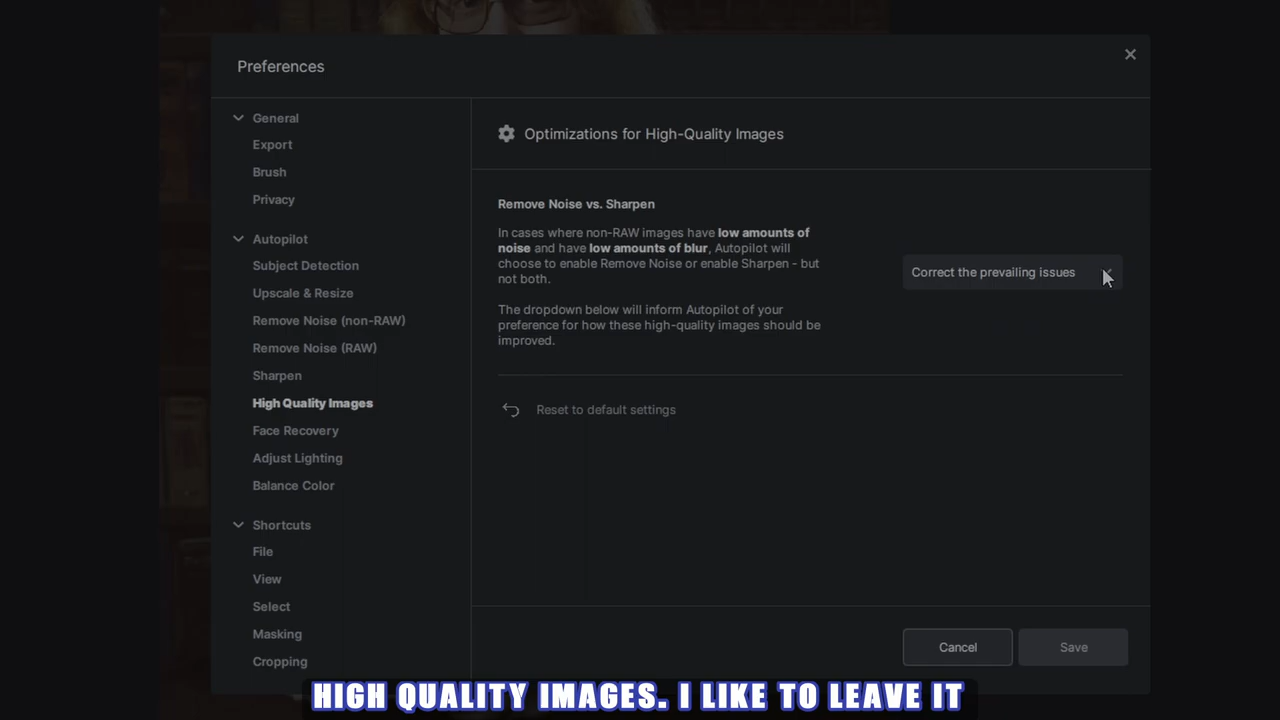 Preferences
General
Export
Brush
Privacy
Autopilot
Subject Detection
Upscale & Resize
Remove Noise (non-RAW)
Remove Noise (RAW)
Sharpen
High Quality Images
Face Recovery
Adjust Lighting
Balance Color
Shortcuts
File
View
Select
Masking
Cropping
Optimizations for High-Quality Images
Remove Noise vs. Sharpen
In cases where non-RAW images have low amounts of
noise and have low amounts of blur, Autopilot will
choose to enable Remove Noise or enable Sharpen - but
not both.
The dropdown below will inform Autopilot of your
preference for how these high-quality images should be
improved.
Correct the prevailing issues
Reset to default settings
Cancel
Save
HIGH QUALITY IMAGES. I LIKE TO LEAVE IT